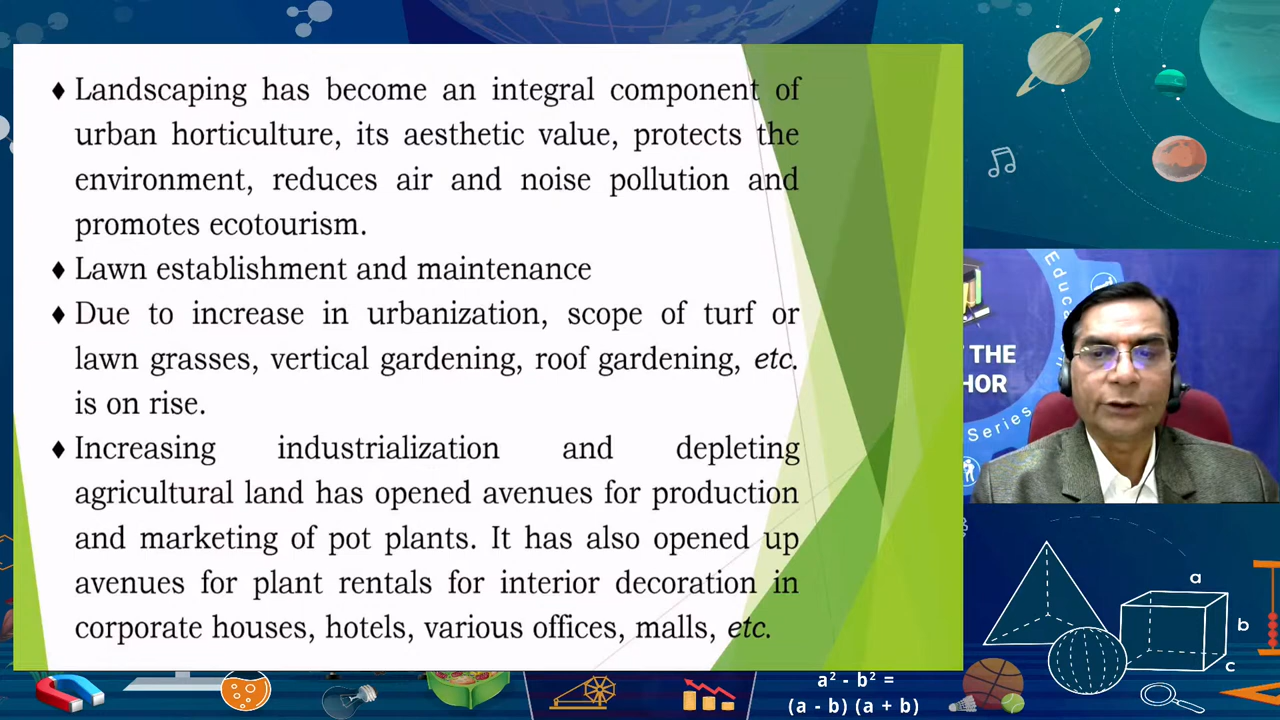 ♦ Landscaping has become an integral component of
urban horticulture, its aesthetic value, protects the
environment, reduces air and noise pollution and
promotes ecotourism.
♦ Lawn establishment and maintenance
♦ Due to increase in urbanization, scope of turf or
lawn grasses, vertical gardening, roof gardening, etc.
is on rise.
♦ Increasing industrialization and depleting
agricultural land has opened avenues for production
and marketing of pot plants. It has also opened up
avenues for plant rentals for interior decoration in
corporate houses, hotels, various offices, malls, etc.
THE
HOR
Series
a
b
c
a² - b² =
(a - b) (a + b)